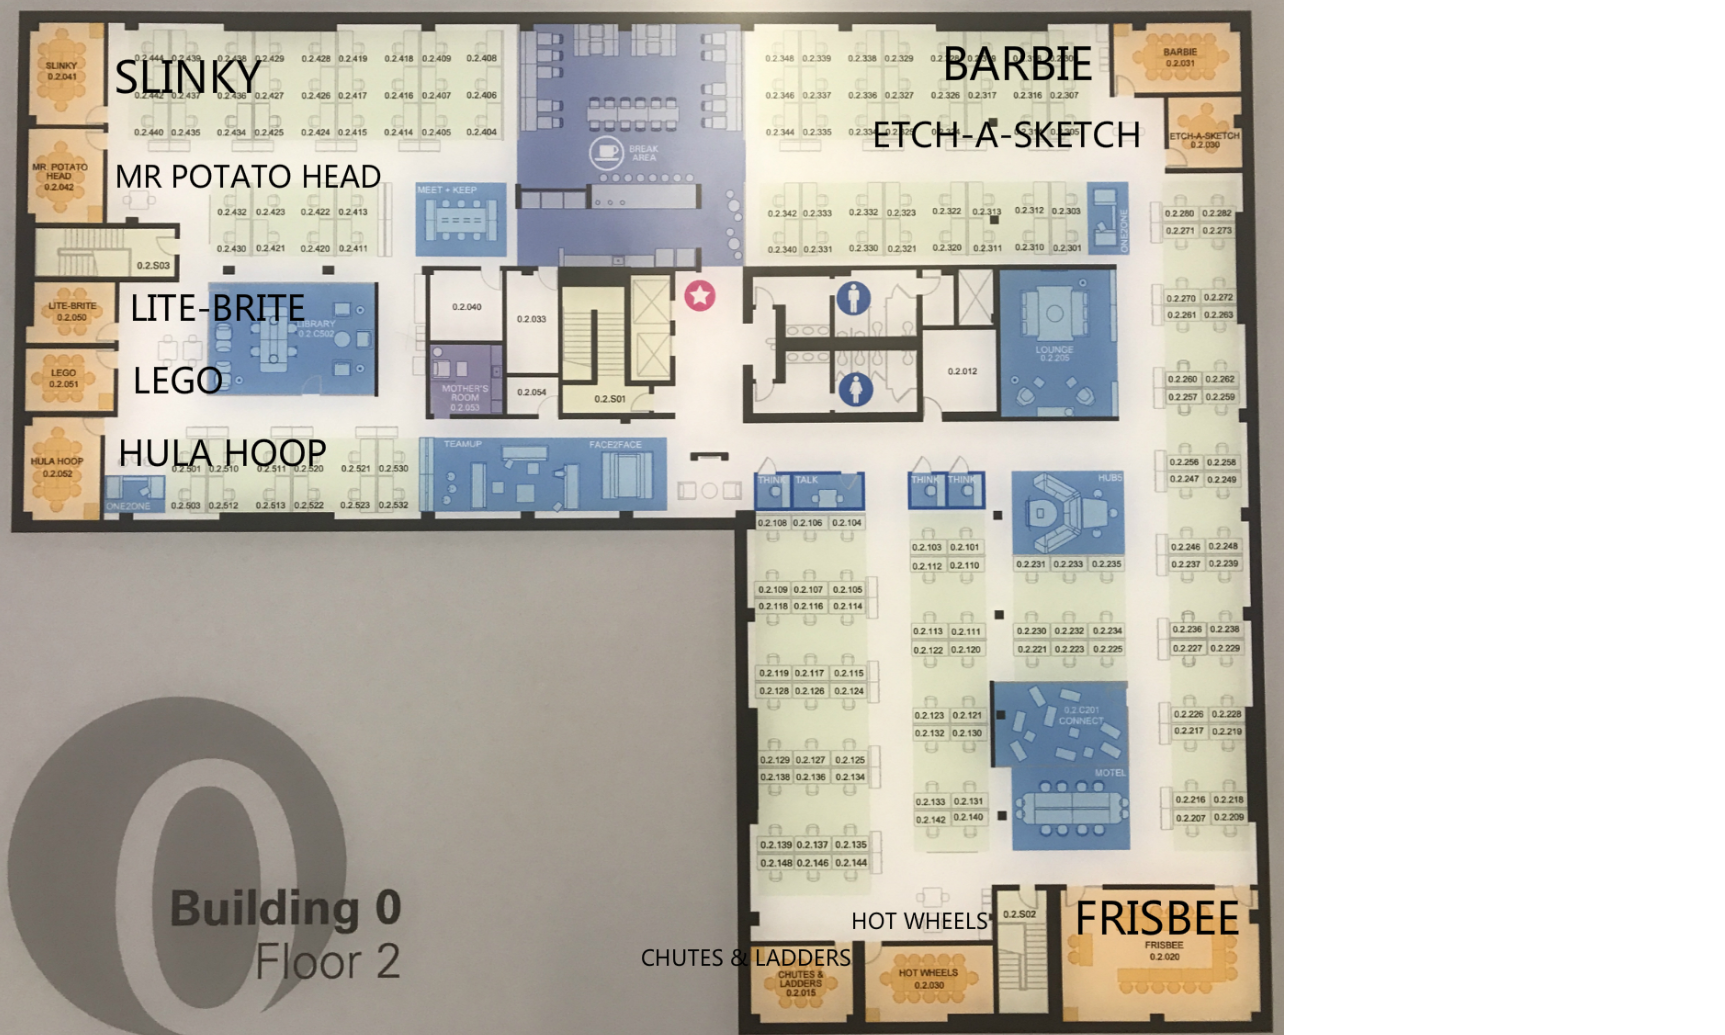 SLINKY
0.2.041
SLINKY
0.2.444 0.2.439 0.2.438 0.2.429 0.2.428 0.2.419 0.2.418 0.2.409 0.2.408
0.2.442 0.2.437 0.2.436 0.2.427 0.2.426 0.2.417 0.2.416 0.2.407 0.2.406
0.2.440 0.2.435 0.2.434 0.2.425 0.2.424 0.2.415 0.2.414 0.2.405 0.2.404
BREAK
AREA
BARBIE
0.2.348 0.2.339 0.2.338 0.2.329
0.2.346 0.2.337 0.2.336 0.2.327 0.2.326 0.2.317 0.2.316 0.2.307
0.2.344 0.2.335
ETCH-A-SKETCH
BARBIE
0.2.031
ETCH-A-SKETCH
0.2.030
MR. POTATO
HEAD
0.2.042
MR POTATO HEAD
0.2.432 0.2.423 0.2.422 0.2.413
0.2.430 0.2.421 0.2.420 0.2.411
MEET + KEEP
0.2.342 0.2.333 0.2.332 0.2.323 0.2.322 0.2.313 0.2.312 0.2.303
0.2.340 0.2.331 0.2.330 0.2.321 0.2.320 0.2.311 0.2.310 0.2.301
ONE2ONE
0.2.280 0.2.282
0.2.271 0.2.273
0.2.S03
LITE-BRITE
0.2.050
LITE-BRITE
LIBRARY
0.2.C502
0.2.040
0.2.033
0.2.270 0.2.272
0.2.261 0.2.263
LOUNGE
0.2.205
LEGO
0.2.051
LEGO
MOTHER'S
ROOM
0.2.053
0.2.054
0.2.S01
0.2.012
0.2.260 0.2.262
0.2.257 0.2.259
HULA HOOP
0.2.052
HULA HOOP
0.2.501 0.2.510 0.2.511 0.2.520 0.2.521 0.2.530
0.2.503 0.2.512 0.2.513 0.2.522 0.2.523 0.2.532
ONE2ONE
TEAMUP
FACE2FACE
THINK TALK
THINK THINK
HUBS
0.2.256 0.2.258
0.2.247 0.2.249
0.2.108 0.2.106 0.2.104
0.2.103 0.2.101
0.2.112 0.2.110
0.2.231 0.2.233 0.2.235
0.2.246 0.2.248
0.2.237 0.2.239
0.2.109 0.2.107 0.2.105
0.2.118 0.2.116 0.2.114
0.2.113 0.2.111
0.2.122 0.2.120
0.2.230 0.2.232 0.2.234
0.2.221 0.2.223 0.2.225
0.2.236 0.2.238
0.2.227 0.2.229
0.2.119 0.2.117 0.2.115
0.2.128 0.2.126 0.2.124
0.2.123 0.2.121
0.2.132 0.2.130
0.2.C201
CONNECT
0.2.226 0.2.228
0.2.217 0.2.219
0.2.129 0.2.127 0.2.125
0.2.138 0.2.136 0.2.134
0.2.133 0.2.131
0.2.142 0.2.140
MOTEL
0.2.216 0.2.218
0.2.207 0.2.209
0.2.139 0.2.137 0.2.135
0.2.148 0.2.146 0.2.144
Building 0
Floor 2
HOT WHEELS
0.2.S02
FRISBEE
CHUTES & LADDERS
CHUTES &
LADDERS
0.2.015
HOT WHEELS
0.2.030
FRISBEE
0.2.020